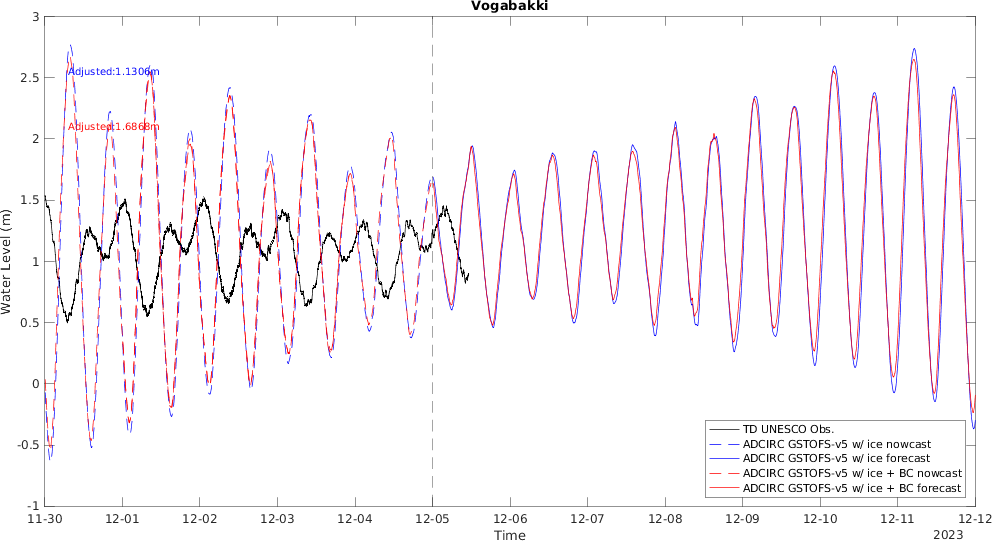 Vogabakki
3
2.5
2
1.5
1
0.5
0
-0.5
-1
Water Level (m)
Adjusted:1.1306m
Adjusted:1.6868m
TD UNESCO Obs.
ADCIRC GSTOFS-v5 w/ ice nowcast
ADCIRC GSTOFS-v5 w/ ice forecast
ADCIRC GSTOFS-v5 w/ ice + BC nowcast
ADCIRC GSTOFS-v5 w/ ice + BC forecast
11-30 12-01 12-02 12-03 12-04 12-05 12-06 12-07 12-08 12-09 12-10 12-11 12-12
Time
2023